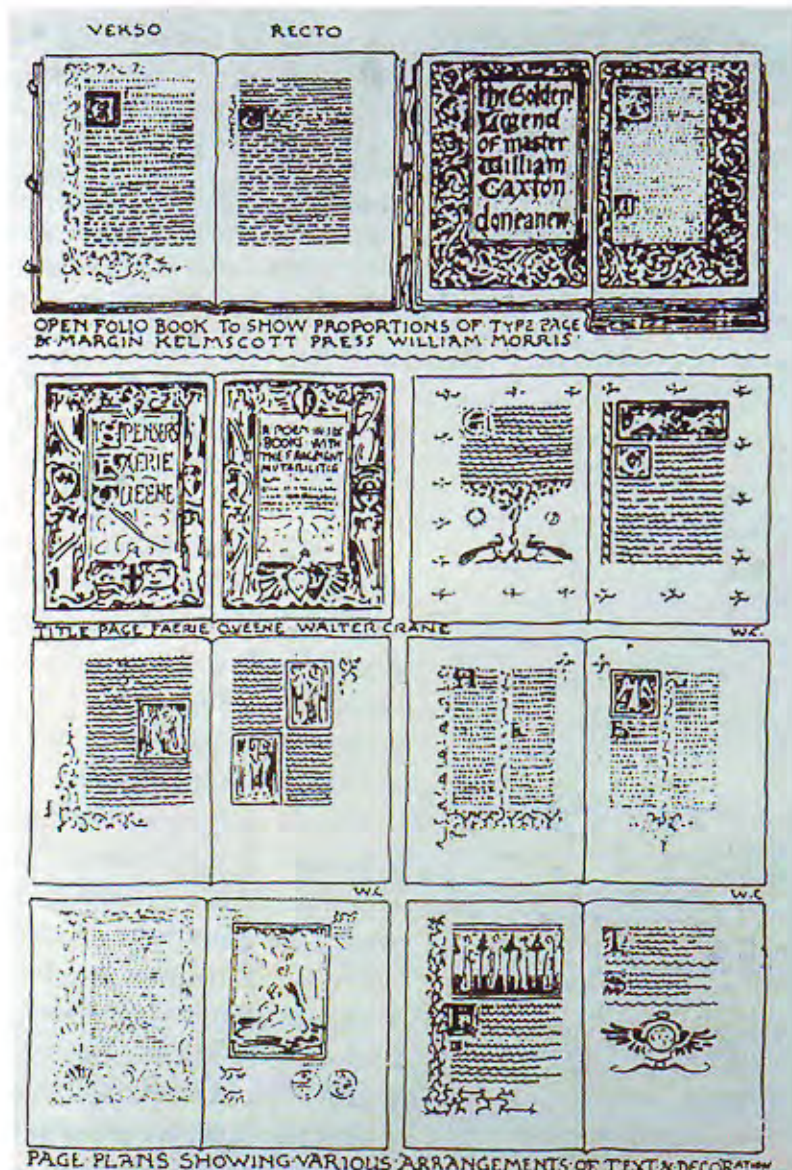 VERSO RECTO
The Golden
Legend
of master
William
Caxton
done anew.
OPEN FOLIO BOOK TO SHOW PROPORTIONS OF TYPE PAGE
& MARGIN KELMSCOTT PRESS WILLIAM MORRIS.
SPENSERS
FAERIE
QUEENE
A POEM IN
BOOKS WITH
THE FRAGMENT
MUTABILITIE
TITLE PAGE FAERIE QUEENE WALTER CRANE
W.C.
W.C.
W.C
PAGE PLANS SHOWING VARIOUS ARRANGEMENTS OF TEXT & DECORATION